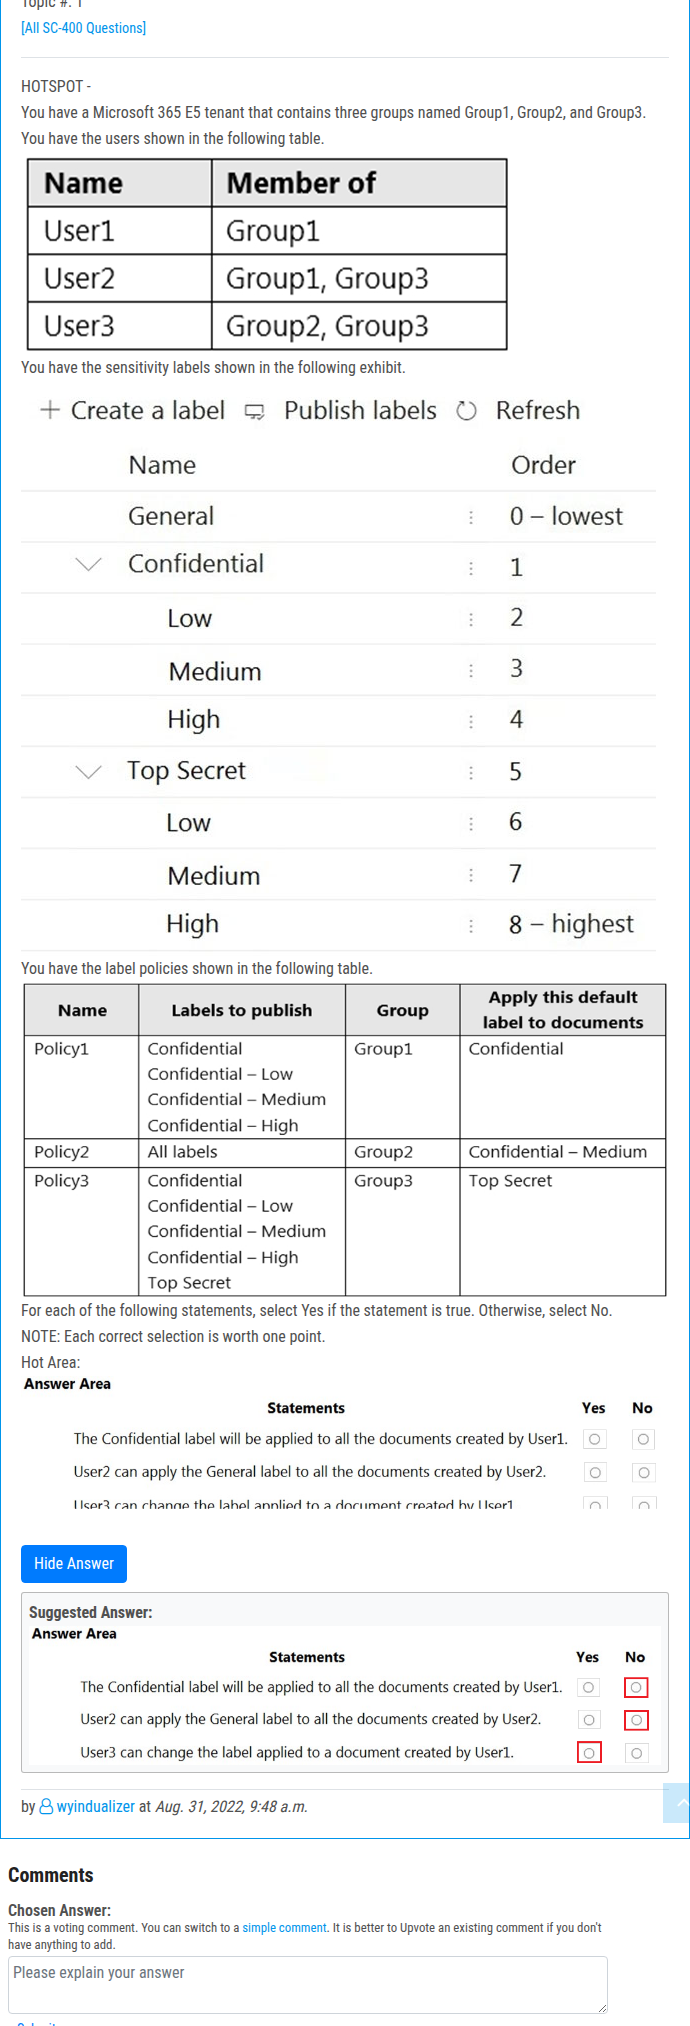 Topic #: 1
[All SC-400 Questions]
HOTSPOT -
You have a Microsoft 365 E5 tenant that contains three groups named Group1, Group2, and Group3.
You have the users shown in the following table.
Name Member of
User1 Group1
User2 Group1, Group3
User3 Group2, Group3
You have the sensitivity labels shown in the following exhibit.
+ Create a label Publish labels Refresh
Name Order
General 0 – lowest
Confidential 1
Low 2
Medium 3
High 4
Top Secret 5
Low 6
Medium 7
High 8 – highest
You have the label policies shown in the following table.
Name Labels to publish Group Apply this default label to documents
Policy1 Confidential Group1 Confidential
Confidential – Low
Confidential – Medium
Confidential – High
Policy2 All labels Group2 Confidential – Medium
Policy3 Confidential Group3 Top Secret
Confidential – Low
Confidential – Medium
Confidential – High
Top Secret
For each of the following statements, select Yes if the statement is true. Otherwise, select No.
NOTE: Each correct selection is worth one point.
Hot Area:
Answer Area
Statements Yes No
The Confidential label will be applied to all the documents created by User1.
User2 can apply the General label to all the documents created by User2.
User3 can change the label applied to a document created by User1
Hide Answer
Suggested Answer:
Answer Area
Statements Yes No
The Confidential label will be applied to all the documents created by User1.
User2 can apply the General label to all the documents created by User2.
User3 can change the label applied to a document created by User1.
by wyindualizer at Aug. 31, 2022, 9:48 a.m.
Comments
Chosen Answer:
This is a voting comment. You can switch to a simple comment. It is better to Upvote an existing comment if you don't
have anything to add.
Please explain your answer